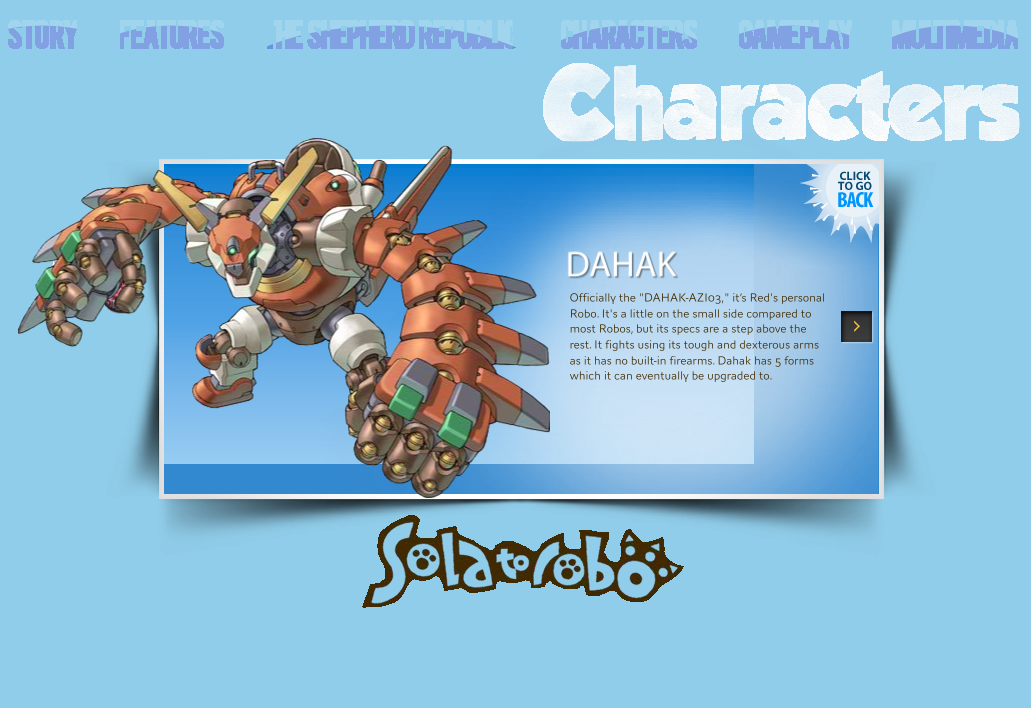 STORY FEATURES THE SHEPHERD REPUBLIC CHARACTERS GAMEPLAY MULTIMEDIA
Characters
CLICK
TO GO
BACK
DAHAK
Officially the "DAHAK-AZI03," it's Red's personal
Robo. It's a little on the small side compared to
most Robos, but its specs are a step above the
rest. It fights using its tough and dexterous arms
as it has no built-in firearms. Dahak has 5 forms
which it can eventually be upgraded to.
Solatorobo